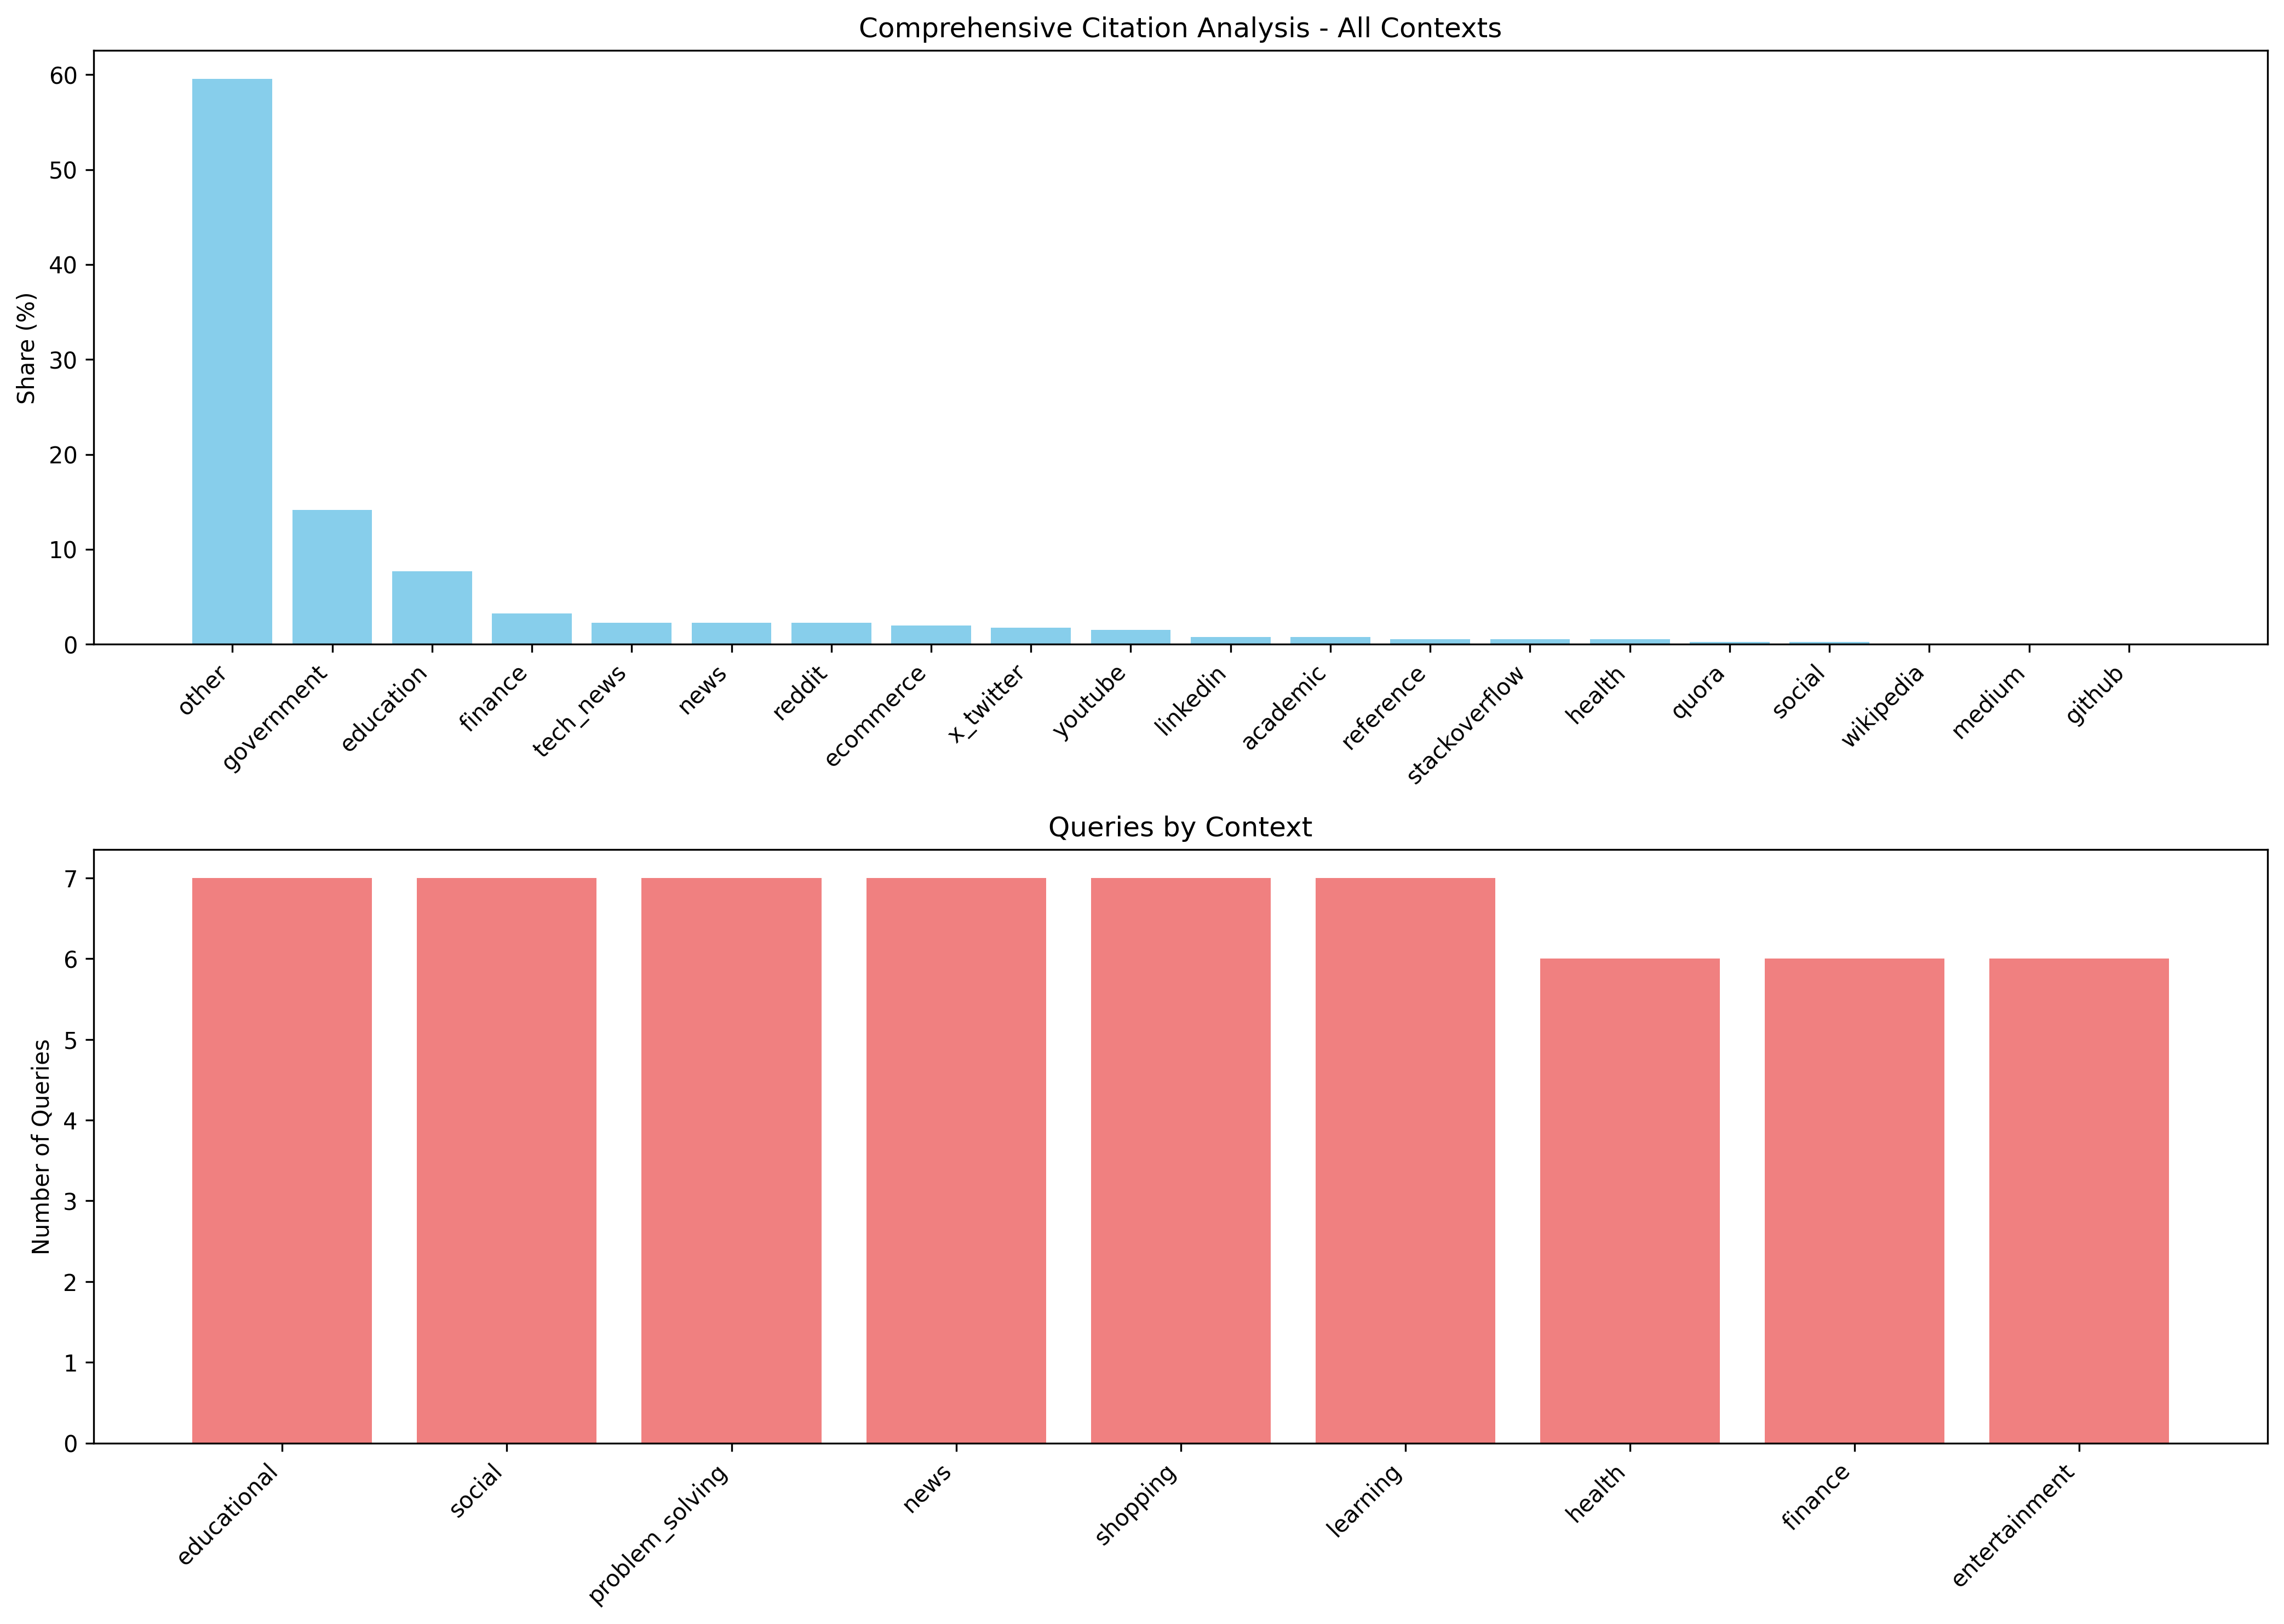 Comprehensive Citation Analysis - All Contexts
Share (%)
60
50
40
30
20
10
0
other
government
education
finance
tech_news
news
reddit
ecommerce
x_twitter
youtube
linkedin
academic
reference
stackoverflow
health
quora
social
wikipedia
medium
github
Queries by Context
Number of Queries
7
6
5
4
3
2
1
0
educational
social
problem_solving
news
shopping
learning
health
finance
entertainment